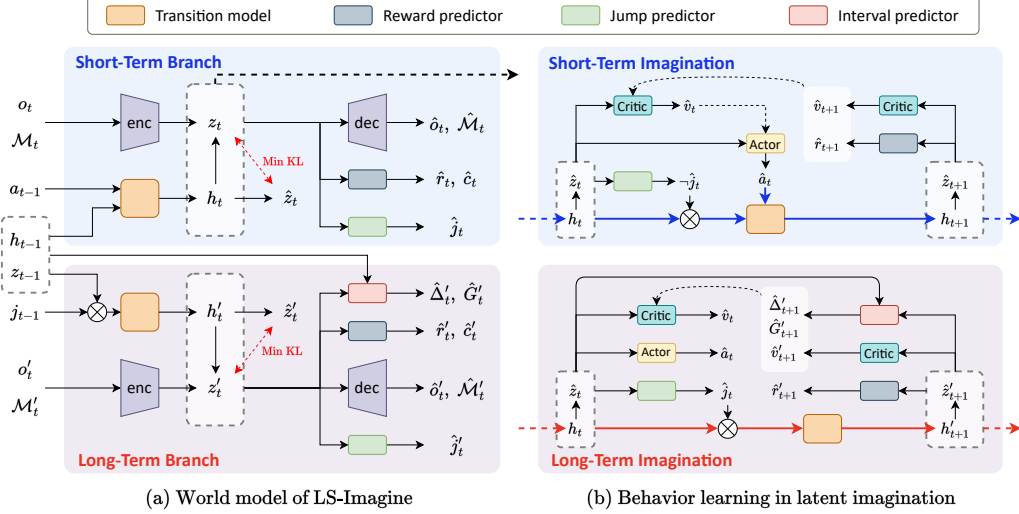 Transition model Reward predictor Jump predictor Interval predictor
Short-Term Branch
o_t
M_t
enc
z_t
dec
ô_t, M̂_t
Min KL
r̂_t, ĉ_t
a_{t-1}
h_t
ẑ_t
ĵ_t
h_{t-1}
z_{t-1}
j_{t-1}
h'_t
ẑ'_t
Δ̂'_t, Ĝ'_t
r̂'_t, ĉ'_t
Min KL
o'_t
M'_t
enc
z'_t
dec
ô'_t, M̂'_t
ĵ'_t
Long-Term Branch
(a) World model of LS-Imagine
Short-Term Imagination
Critic
v̂_t
v̂_{t+1}
Critic
Actor
r̂_{t+1}
ẑ_t
¬ĵ_t
â_t
ẑ_{t+1}
h_t
h_{t+1}
Critic
v̂_t
Δ̂'_{t+1}
Ĝ'_{t+1}
Actor
â_t
v̂'_{t+1}
Critic
ẑ_t
ĵ_t
r̂'_{t+1}
ẑ'_{t+1}
h_t
h'_{t+1}
Long-Term Imagination
(b) Behavior learning in latent imagination